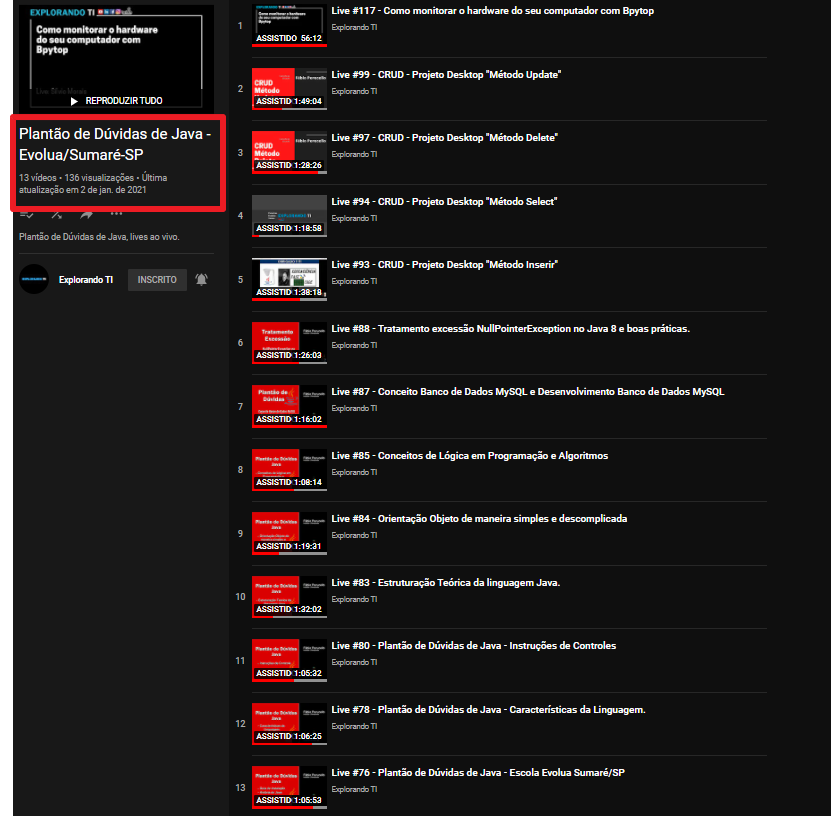 EXPLORANDO TI
Como monitorar o hardware
do seu computador com
Bpytop
REPRODUZIR TUDO
Plantão de Dúvidas de Java -
Evolua/Sumaré-SP
13 vídeos • 136 visualizações • Última
atualização em 2 de jan. de 2021
Plantão de Dúvidas de Java, lives ao vivo.
Explorando TI
INSCRITO
1
ASSISTIDO 56:12
Live #117 - Como monitorar o hardware do seu computador com Bpytop
Explorando TI
2
CRUD
Método
ASSISTID 1:49:04
Live #99 - CRUD - Projeto Desktop "Método Update"
Explorando TI
3
CRUD
Método
ASSISTID 1:28:26
Live #97 - CRUD - Projeto Desktop "Método Delete"
Explorando TI
4
EXPLORANDO TI
ASSISTID 1:18:58
Live #94 - CRUD - Projeto Desktop "Método Select"
Explorando TI
5
ASSISTID 1:38:18
Live #93 - CRUD - Projeto Desktop "Método Inserir"
Explorando TI
6
Tratamento
Excessão
ASSISTID 1:26:03
Live #88 - Tratamento excessão NullPointerException no Java 8 e boas práticas.
Explorando TI
7
Plantão de
Dúvidas
ASSISTID 1:16:02
Live #87 - Conceito Banco de Dados MySQL e Desenvolvimento Banco de Dados MySQL
Explorando TI
8
Plantão de Dúvidas
Java
ASSISTID 1:08:14
Live #85 - Conceitos de Lógica em Programação e Algoritmos
Explorando TI
9
Plantão de Dúvidas
Java
ASSISTID 1:19:31
Live #84 - Orientação Objeto de maneira simples e descomplicada
Explorando TI
10
Plantão de Dúvidas
Java
ASSISTID 1:32:02
Live #83 - Estruturação Teórica da linguagem Java.
Explorando TI
11
Plantão de Dúvidas
Java
ASSISTID 1:05:32
Live #80 - Plantão de Dúvidas de Java - Instruções de Controles
Explorando TI
12
Plantão de Dúvidas
Java
ASSISTID 1:06:25
Live #78 - Plantão de Dúvidas de Java - Características da Linguagem.
Explorando TI
13
Plantão de Dúvidas
Java
ASSISTID 1:05:53
Live #76 - Plantão de Dúvidas de Java - Escola Evolua Sumaré/SP
Explorando TI